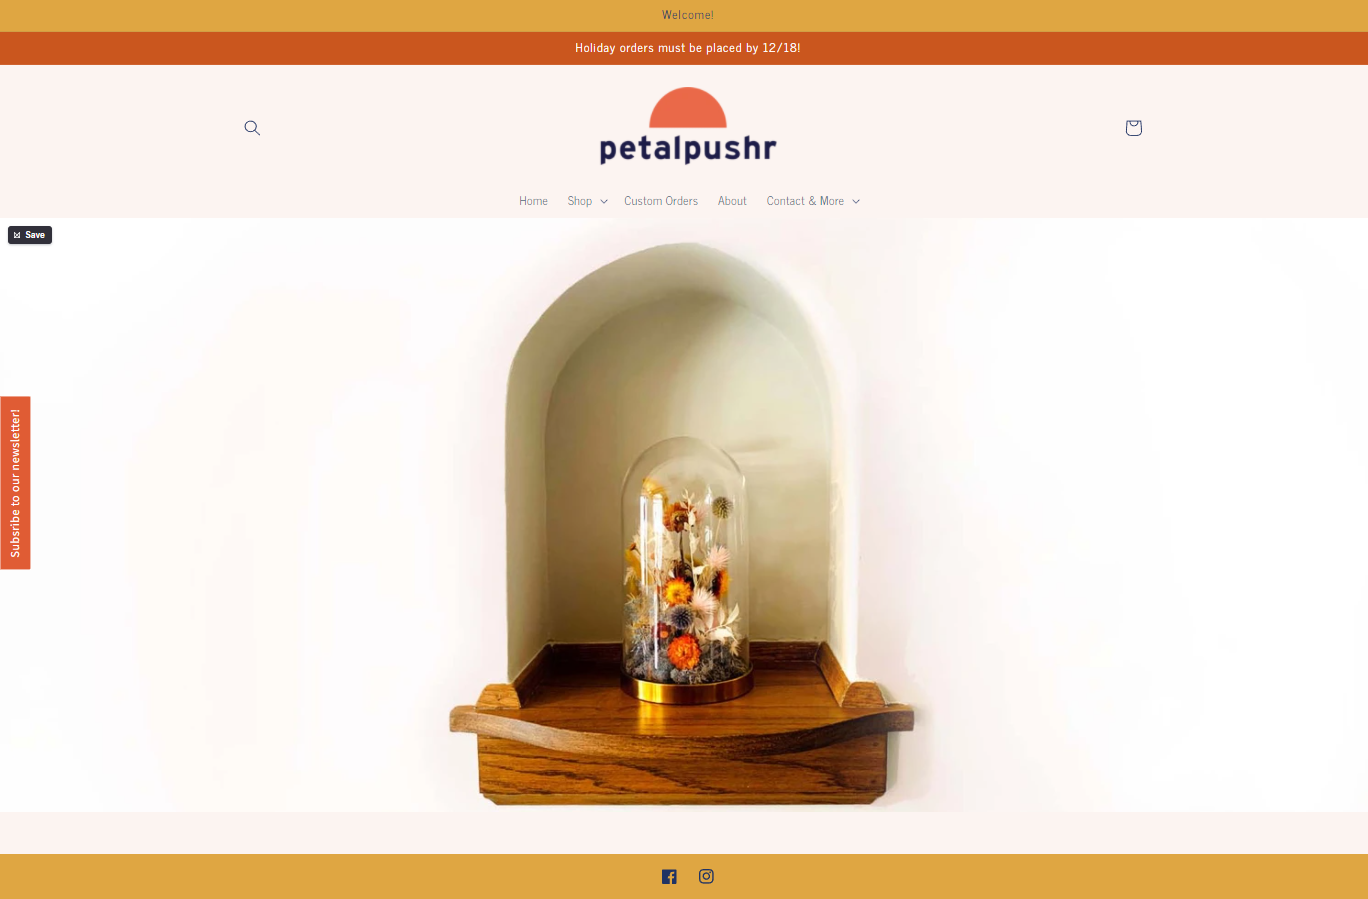 Welcome!
Holiday orders must be placed by 12/18!
petalpushr
Home Shop Custom Orders About Contact & More
Save
Subsribe to our newsletter!